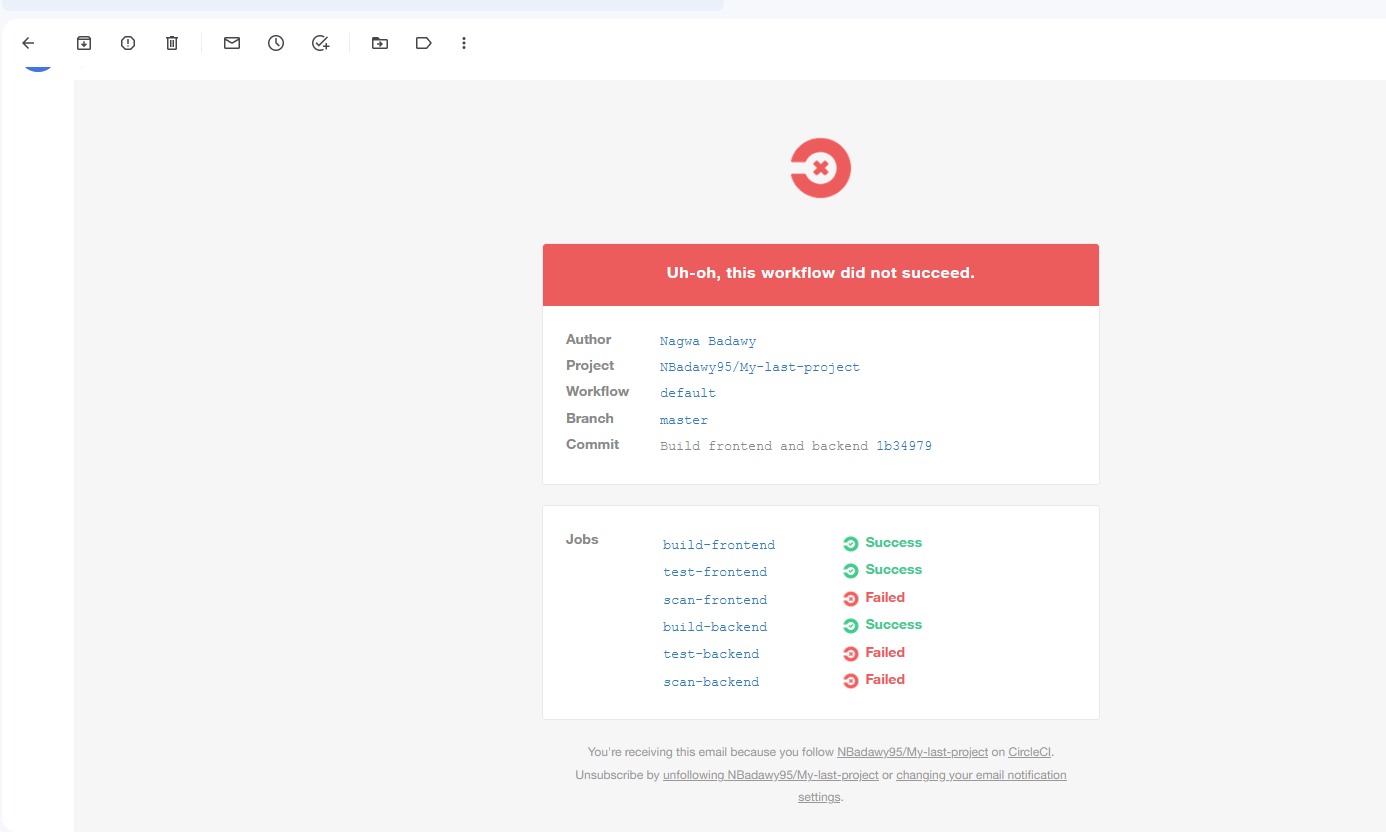 Uh-oh, this workflow did not succeed.
Author Nagwa Badawy
Project NBadawy95/My-last-project
Workflow default
Branch master
Commit Build frontend and backend 1b34979
Jobs build-frontend Success
test-frontend Success
scan-frontend Failed
build-backend Success
test-backend Failed
scan-backend Failed
You're receiving this email because you follow NBadawy95/My-last-project on CircleCI.
Unsubscribe by unfollowing NBadawy95/My-last-project or changing your email notification
settings.